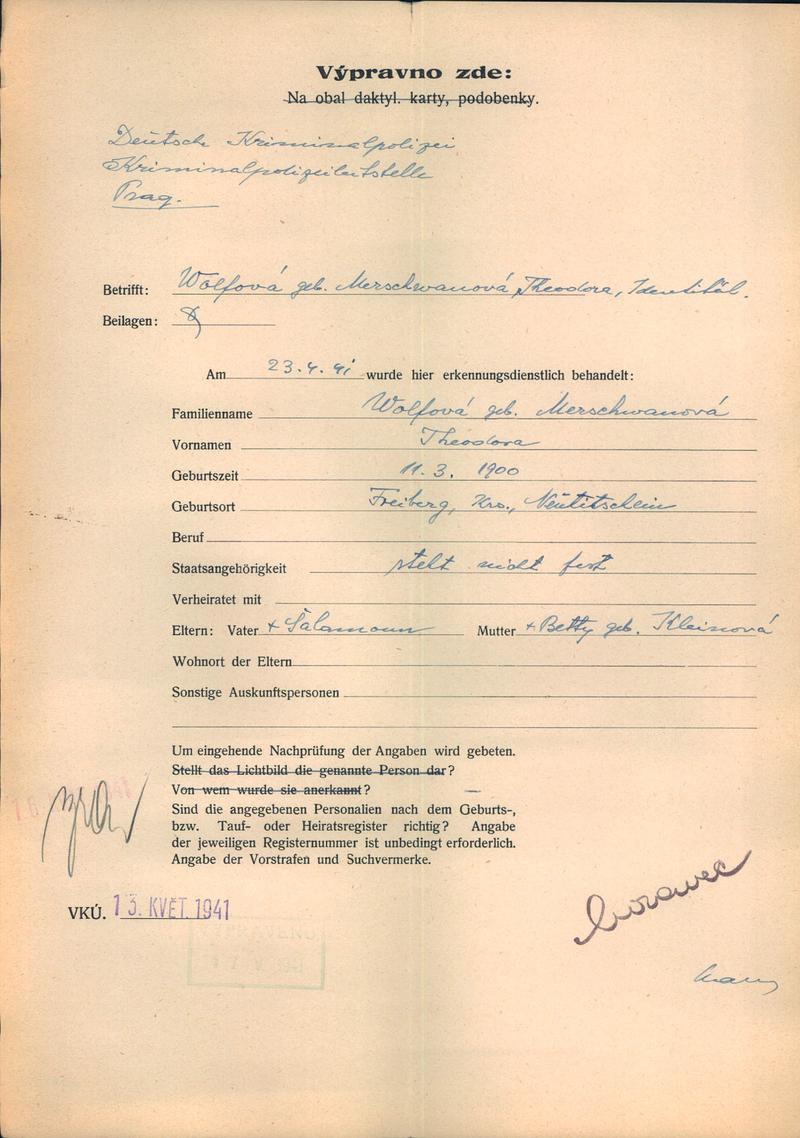 Výpravno zde:
Na obal daktyl. karty, podobenky.
Deutsche Kriminalpolizei
Kriminalpolizeileitstelle
Prag.
Betrifft: Wolfová geb. Merschwanová Theodora, Identität.
Beilagen:
Am 23.4.41 wurde hier erkennungsdienstlich behandelt:
Familienname Wolfová geb. Merschwanová
Vornamen Theodora
Geburtszeit 11.3. 1900
Geburtsort Freiberg, Krs., Neutitschein
Beruf
Staatsangehörigkeit steht nicht fest
Verheiratet mit
Eltern: Vater + Salamoun Mutter + Betty geb. Kleinová
Wohnort der Eltern
Sonstige Auskunftspersonen
Um eingehende Nachprüfung der Angaben wird gebeten.
Stellt das Lichtbild die genannte Person dar?
Von wem wurde sie anerkannt?
Sind die angegebenen Personalien nach dem Geburts-,
bzw. Tauf- oder Heiratsregister richtig? Angabe
der jeweiligen Registernummer ist unbedingt erforderlich.
Angabe der Vorstrafen und Suchvermerke.
VKÚ. 13. KVĚT. 1941